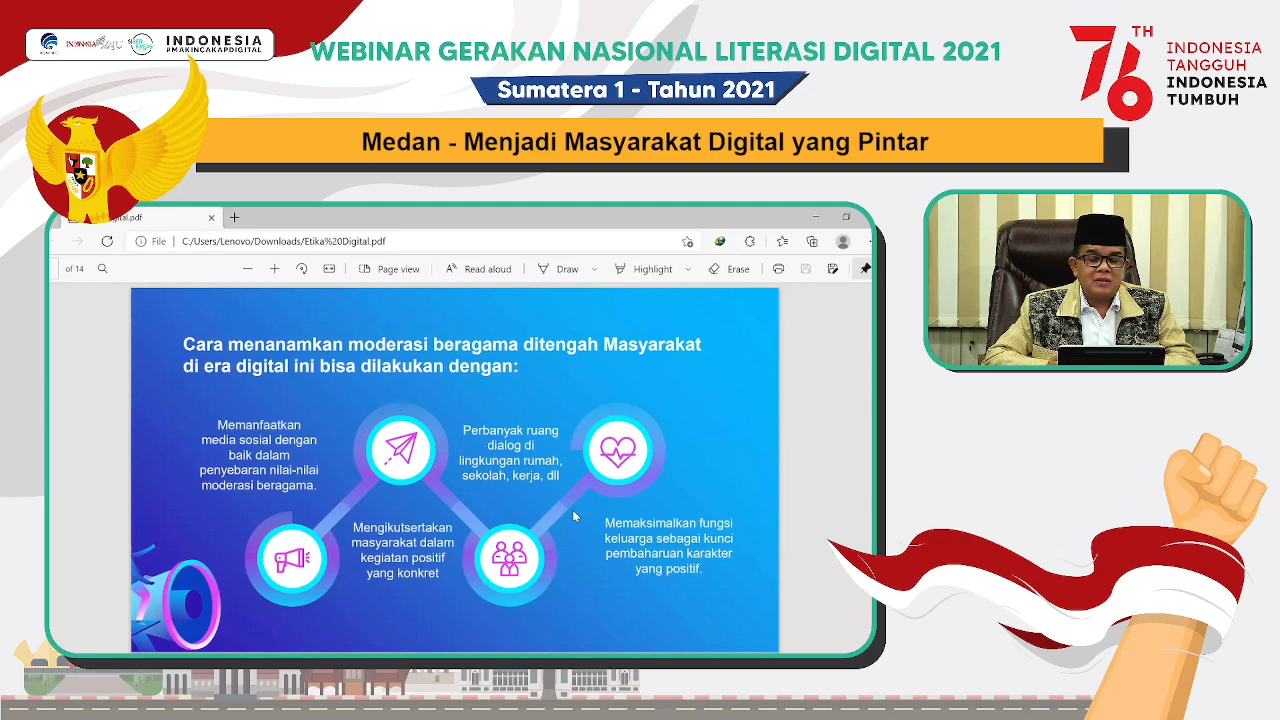 INDONESIA
#MAKINCAKAPDIGITAL
WEBINAR GERAKAN NASIONAL LITERASI DIGITAL 2021
Sumatera 1 - Tahun 2021
Medan - Menjadi Masyarakat Digital yang Pintar
76TH
INDONESIA
TANGGUH
INDONESIA
TUMBUH
File
C:/Users/Lenovo/Downloads/Etika%20Digital.pdf
of 14
Page view
Read aloud
Draw
Highlight
Erase
Cara menanamkan moderasi beragama ditengah Masyarakat
di era digital ini bisa dilakukan dengan:
Memanfaatkan
media sosial dengan
baik dalam
penyebaran nilai-nilai
moderasi beragama.
Mengikutsertakan
masyarakat dalam
kegiatan positif
yang konkret
Perbanyak ruang
dialog di
lingkungan rumah,
sekolah, kerja, dll
Memaksimalkan fungsi
keluarga sebagai kunci
pembaharuan karakter
yang positif.